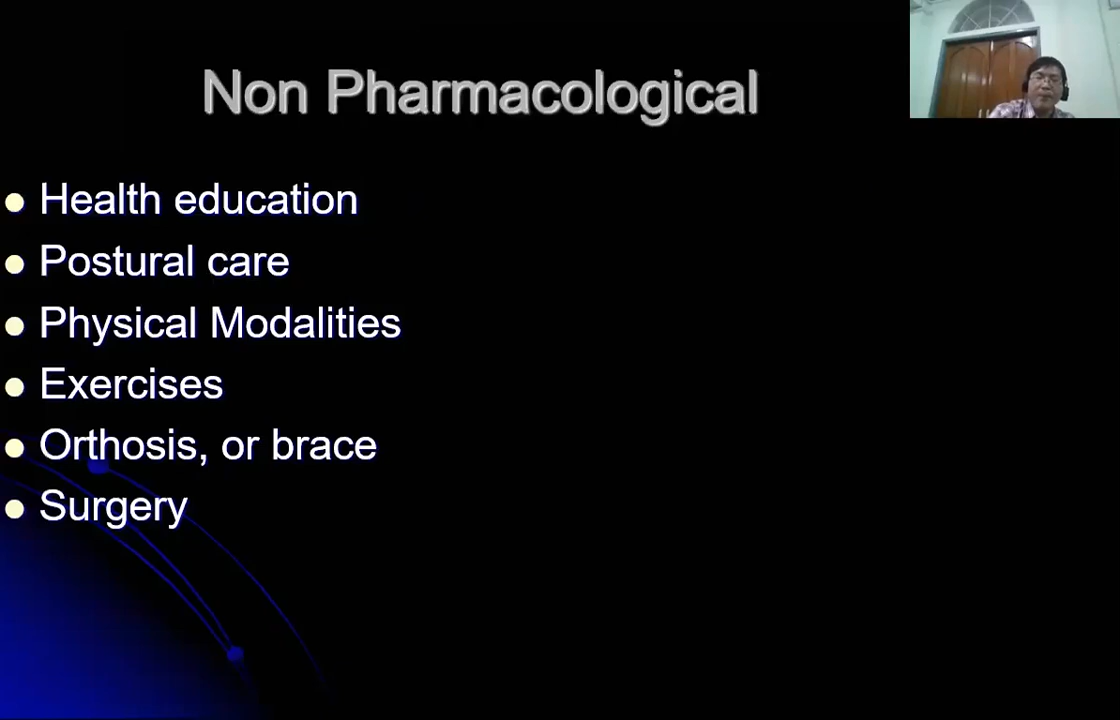 Non Pharmacological
Health education
Postural care
Physical Modalities
Exercises
Orthosis, or brace
Surgery